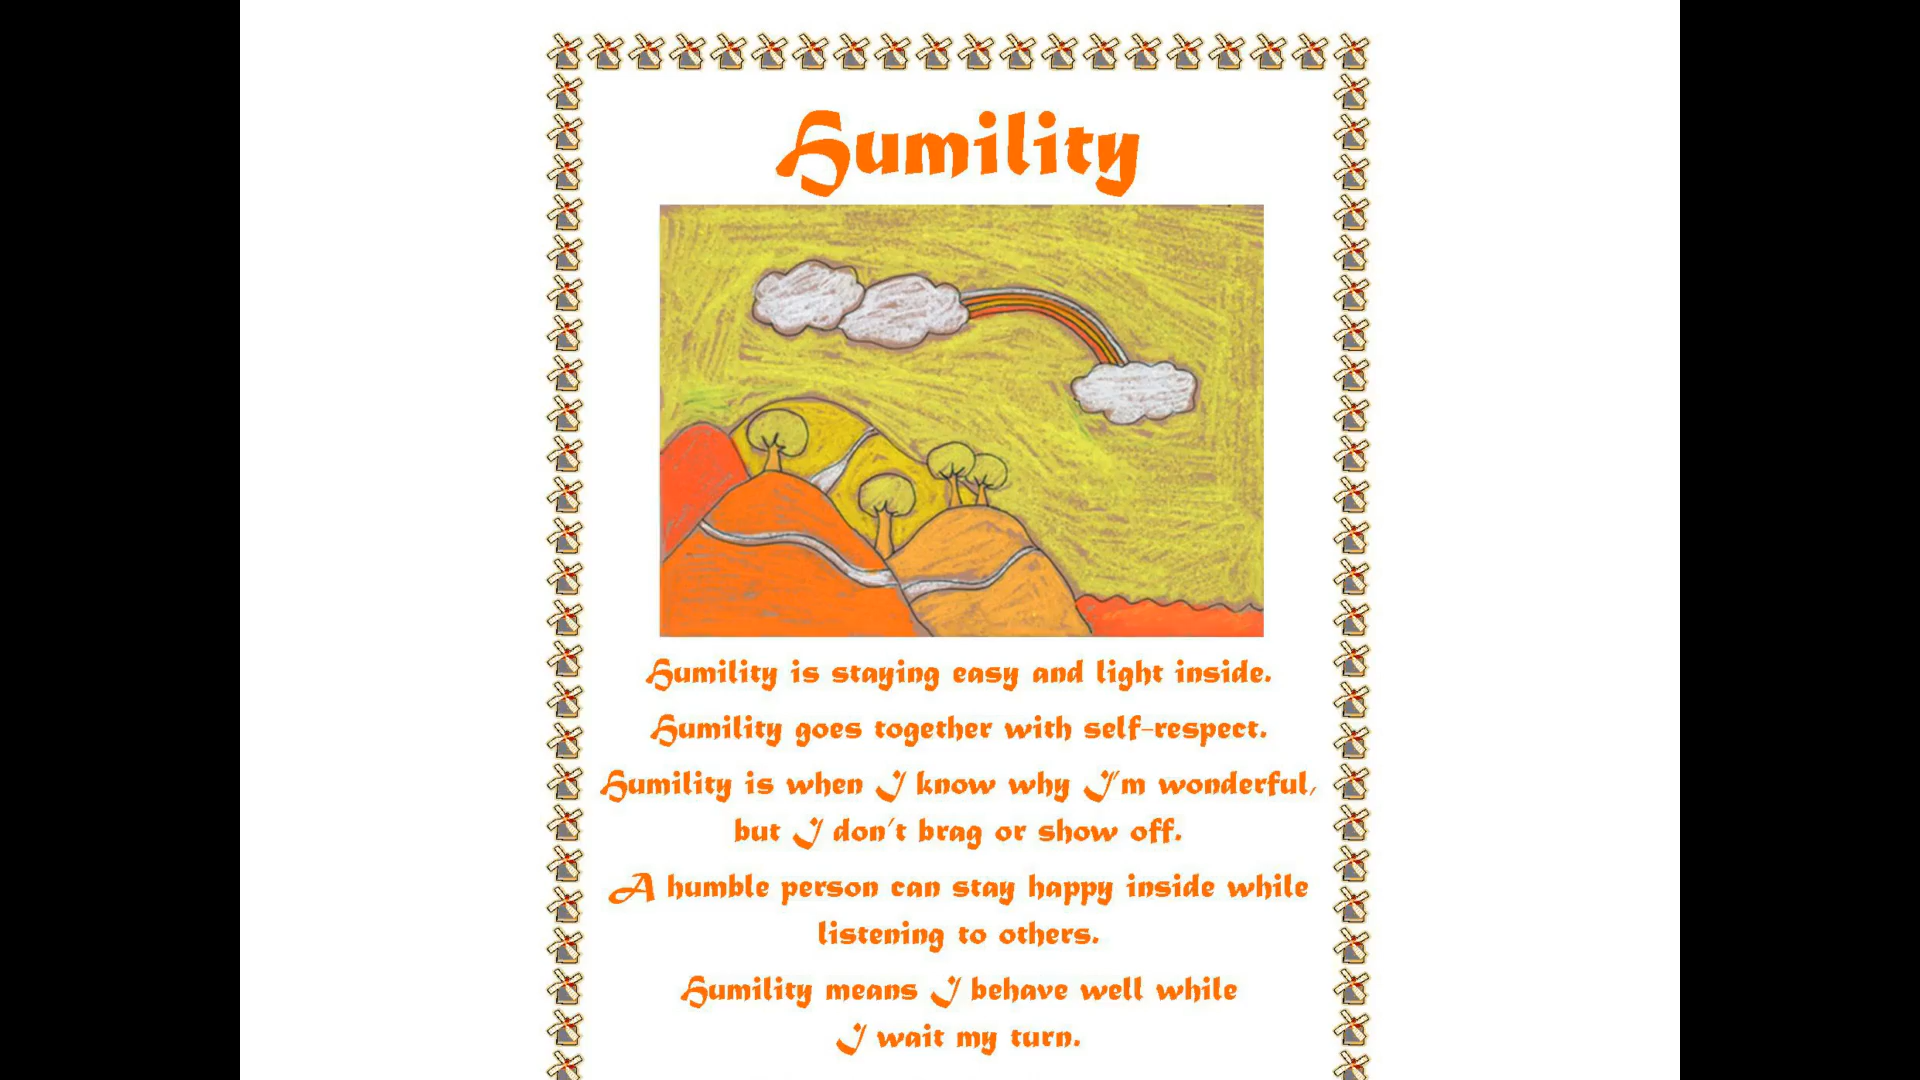 Humility
Humility is staying easy and light inside.
Humility goes together with self-respect.
Humility is when I know why I'm wonderful,
but I don't brag or show off.
A humble person can stay happy inside while
listening to others.
Humility means I behave well while
I wait my turn.